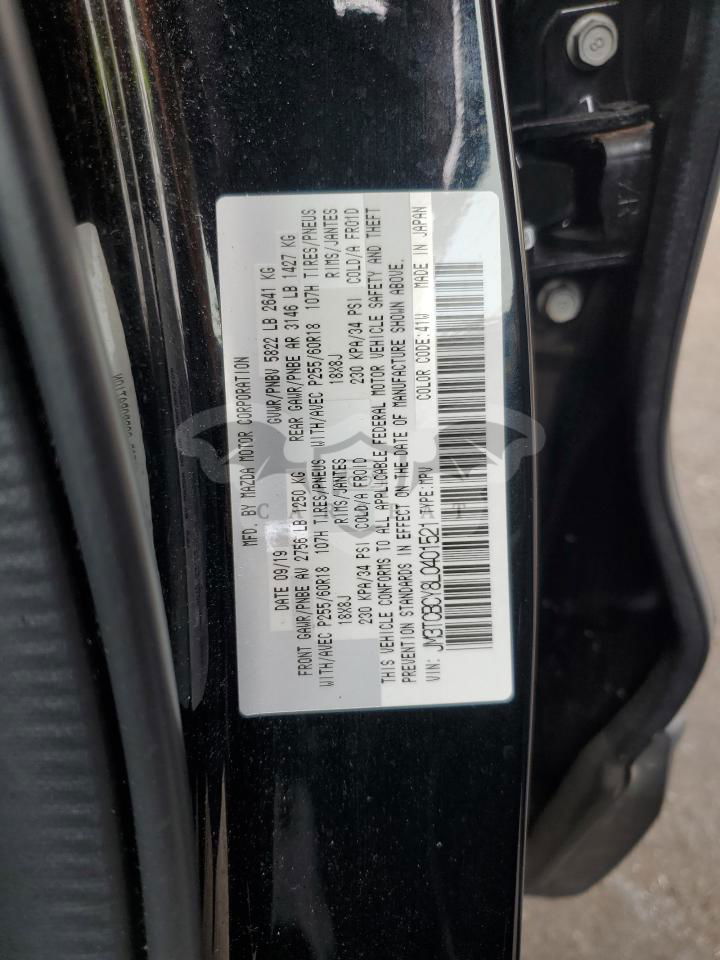 MFD. BY MAZDA MOTOR CORPORATION
DATE 09/19 GVWR/PNBV 5822 LB 2641 KG
FRONT GAWR/PNBE AV 2756 LB 1250 KG REAR GAWR/PNBE AR 3146 LB 1427 KG
WITH/AVEC P255/60R18 107H TIRES/PNEUS WITH/AVEC P255/60R18 107H TIRES/PNEUS
18X8J RIMS/JANTES 18X8J RIMS/JANTES
230 KPA/34 PSI COLD/A FROID 230 KPA/34 PSI COLD/A FROID
THIS VEHICLE CONFORMS TO ALL APPLICABLE FEDERAL MOTOR VEHICLE SAFETY AND THEFT
PREVENTION STANDARDS IN EFFECT ON THE DATE OF MANUFACTURE SHOWN ABOVE.
VIN: JM3TCBCY8L0401521 TYPE:MPV COLOR CODE:41W MADE IN JAPAN
8